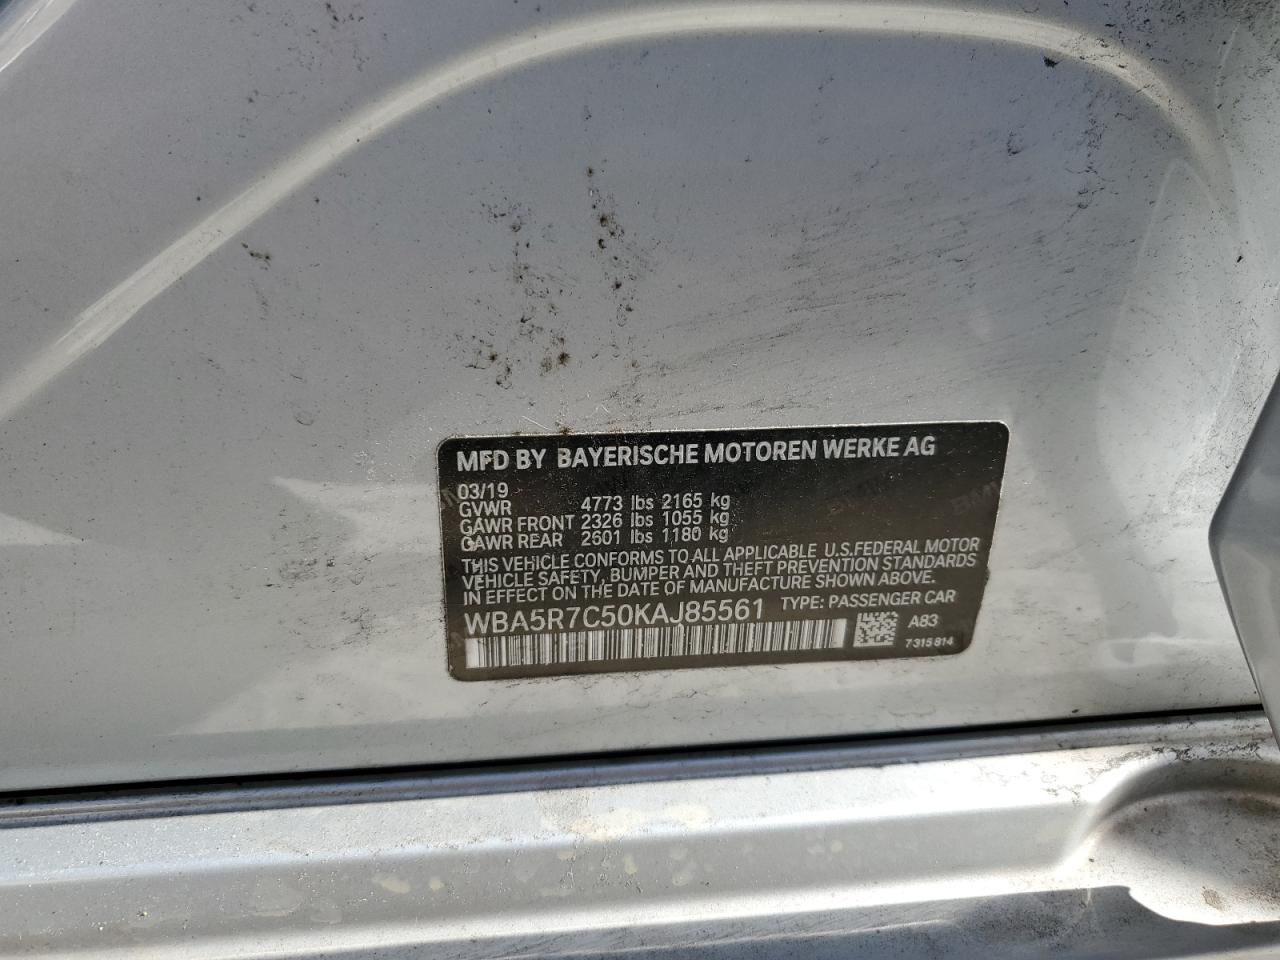 MFD BY BAYERISCHE MOTOREN WERKE AG
03/19
GVWR 4773 lbs 2165 kg
GAWR FRONT 2326 lbs 1055 kg
GAWR REAR 2601 lbs 1180 kg
THIS VEHICLE CONFORMS TO ALL APPLICABLE U.S.FEDERAL MOTOR
VEHICLE SAFETY, BUMPER AND THEFT PREVENTION STANDARDS
IN EFFECT ON THE DATE OF MANUFACTURE SHOWN ABOVE.
WBA5R7C50KAJ85561 TYPE: PASSENGER CAR
A83
7315814